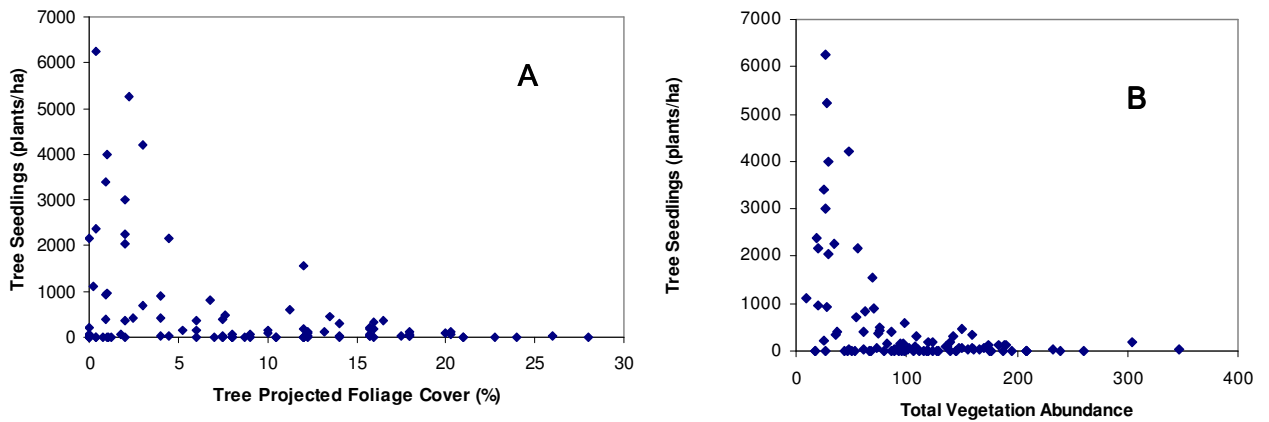 7000
6000
5000
4000
3000
2000
1000
0
Tree Seedlings (plants/ha)
A
0 5 10 15 20 25 30
Tree Projected Foliage Cover (%)
7000
6000
5000
4000
3000
2000
1000
0
Tree Seedlings (plants/ha)
B
0 100 200 300 400
Total Vegetation Abundance